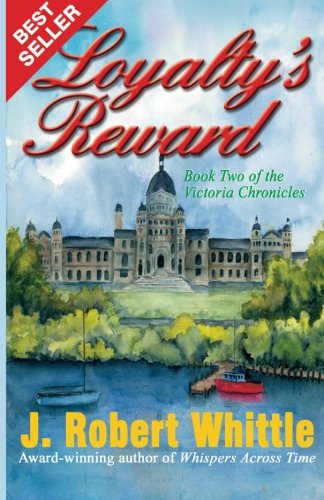 BEST
SELLER
Loyalty's
Reward
Book Two of the
Victoria Chronicles
J. Robert Whittle
Award-winning author of Whispers Across Time